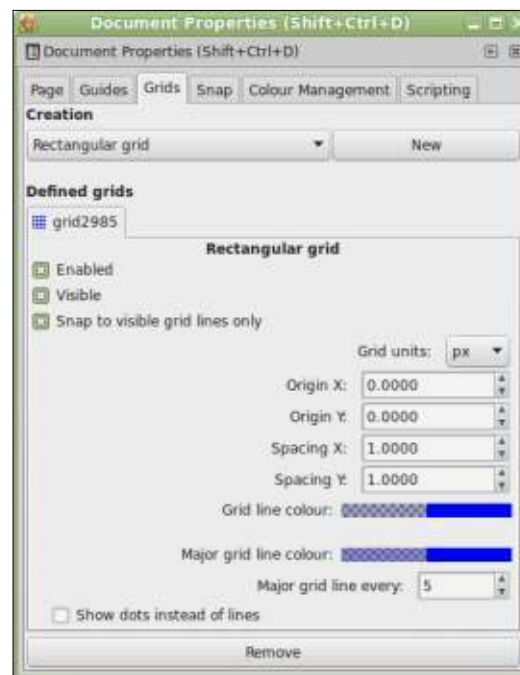 Document Properties (Shift+Ctrl+D)
Document Properties (Shift+Ctrl+D)
Page Guides Grids Snap Colour Management Scripting
Creation
Rectangular grid New
Defined grids
grid2985
Rectangular grid
Enabled
Visible
Snap to visible grid lines only
Grid units: px
Origin X: 0.0000
Origin Y: 0.0000
Spacing X: 1.0000
Spacing Y: 1.0000
Grid line colour:
Major grid line colour:
Major grid line every: 5
Show dots instead of lines
Remove